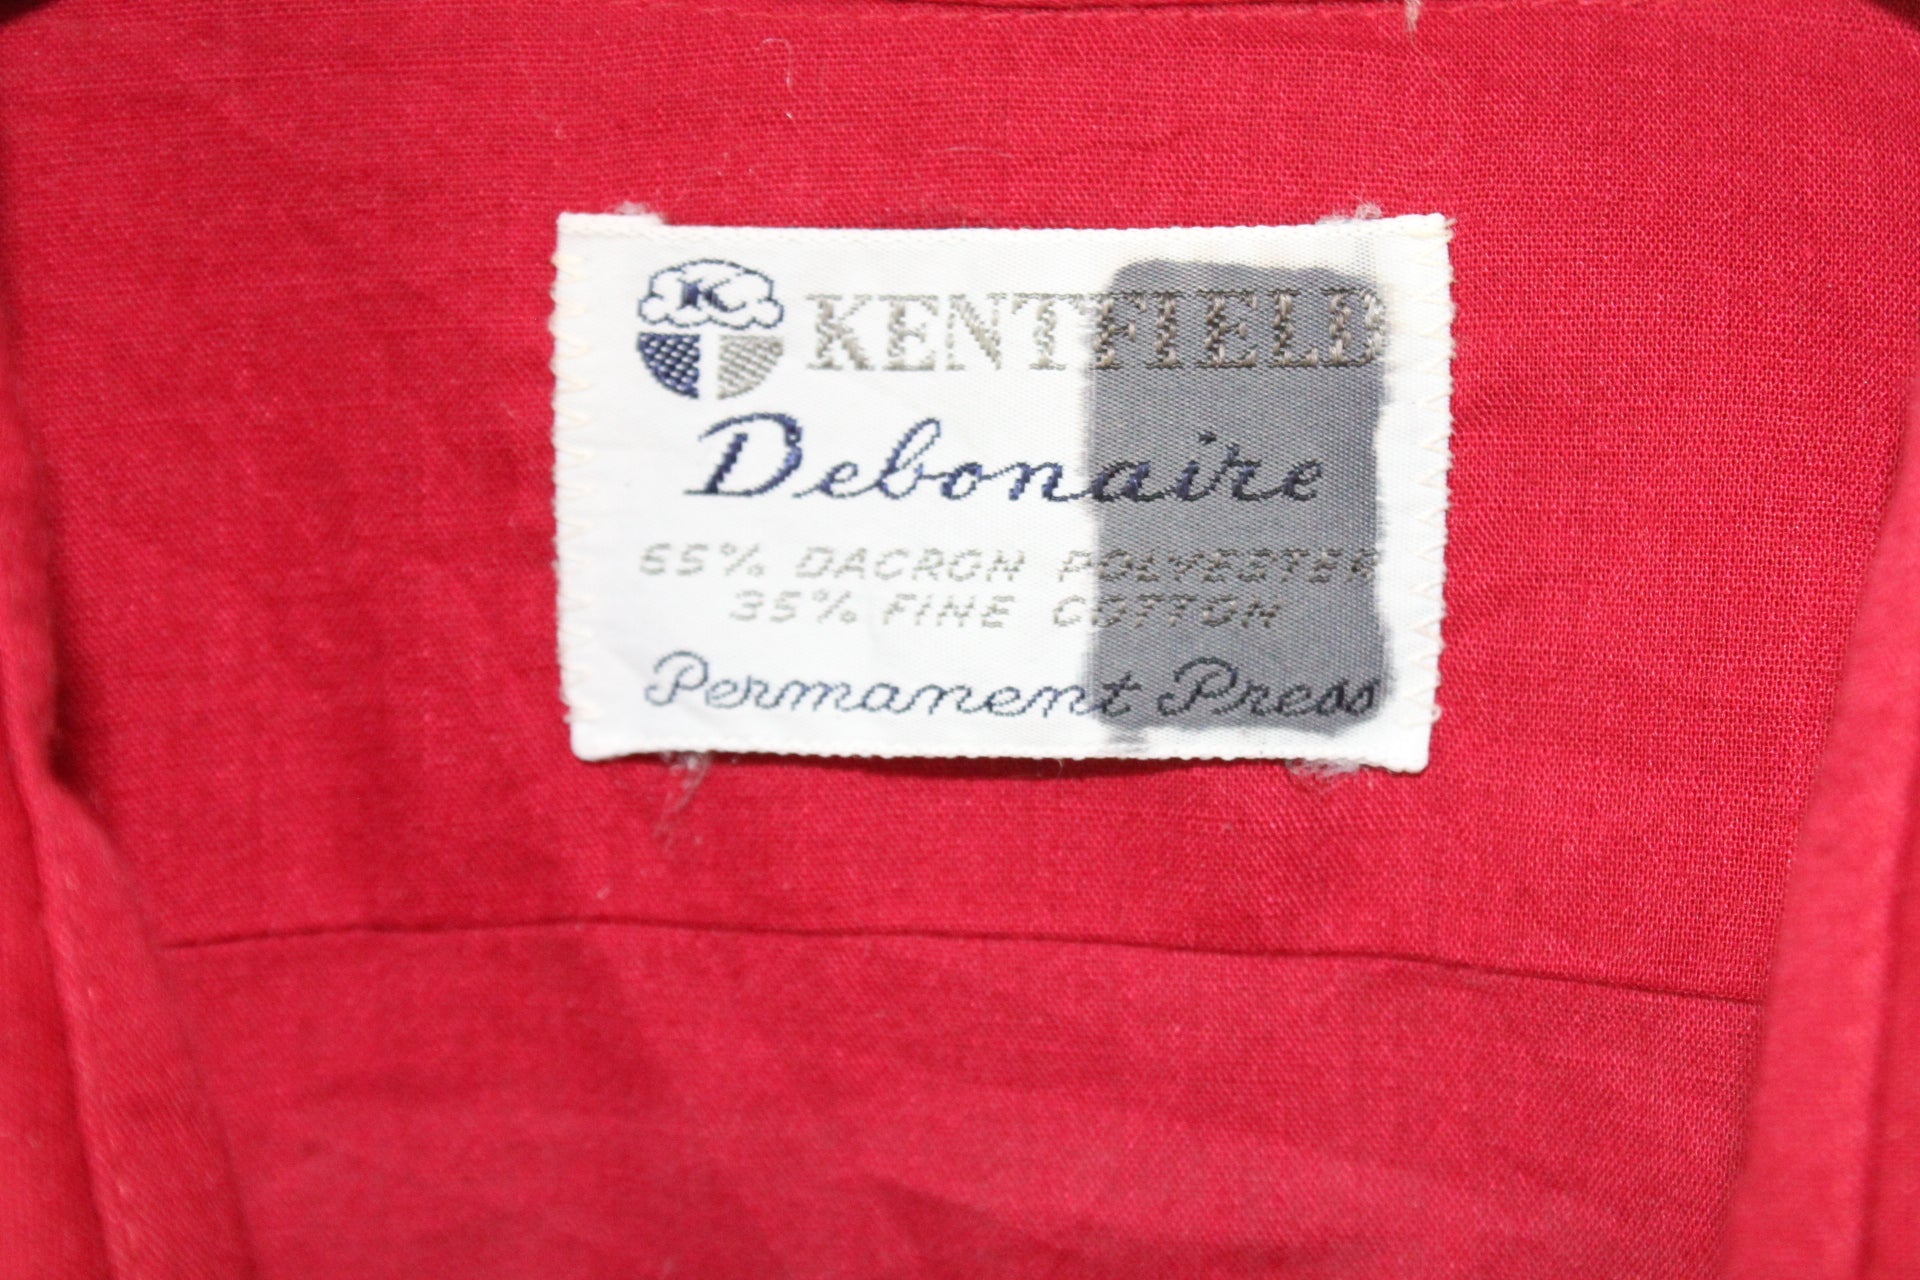 K KENTFIELD
Debonaire
65% DACRON POLYESTER
35% FINE COTTON
Permanent Press